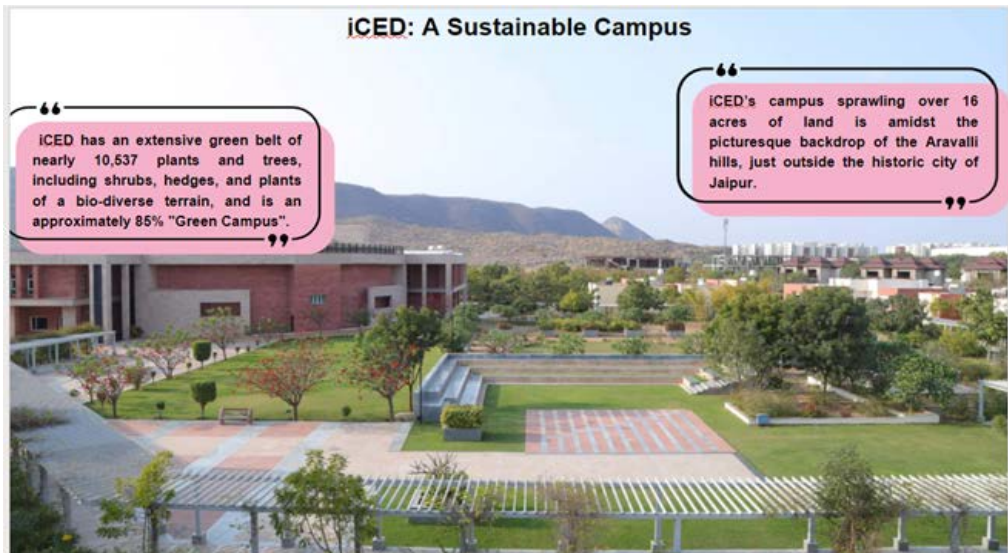 iCED: A Sustainable Campus
iCED has an extensive green belt of
nearly 10,537 plants and trees,
including shrubs, hedges, and plants
of a bio-diverse terrain, and is an
approximately 85% "Green Campus".
iCED's campus sprawling over 16
acres of land is amidst the
picturesque backdrop of the Aravalli
hills, just outside the historic city of
Jaipur.